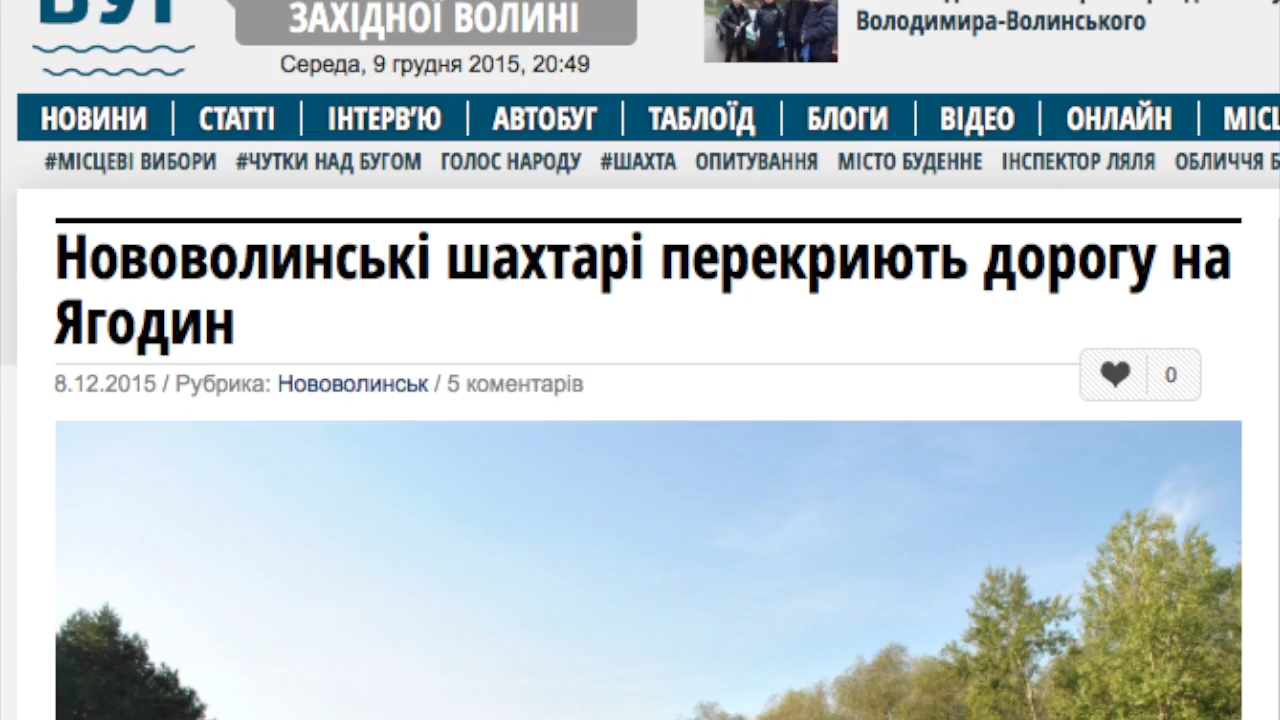 БУГ
ЗАХІДНОЇ ВОЛИНІ
Середа, 9 грудня 2015, 20:49
Володимира-Волинського
НОВИНИ СТАТТІ ІНТЕРВ'Ю АВТОБУГ ТАБЛОЇД БЛОГИ ВІДЕО ОНЛАЙН
#МІСЦЕВІ ВИБОРИ #ЧУТКИ НАД БУГОМ ГОЛОС НАРОДУ #ШАХТА ОПИТУВАННЯ МІСТО БУДЕННЕ ІНСПЕКТОР ЛЯЛЯ ОБЛИЧЧЯ
Нововолинські шахтарі перекриють дорогу на
Ягодин
8.12.2015 / Рубрика: Нововолинськ / 5 коментарів
0